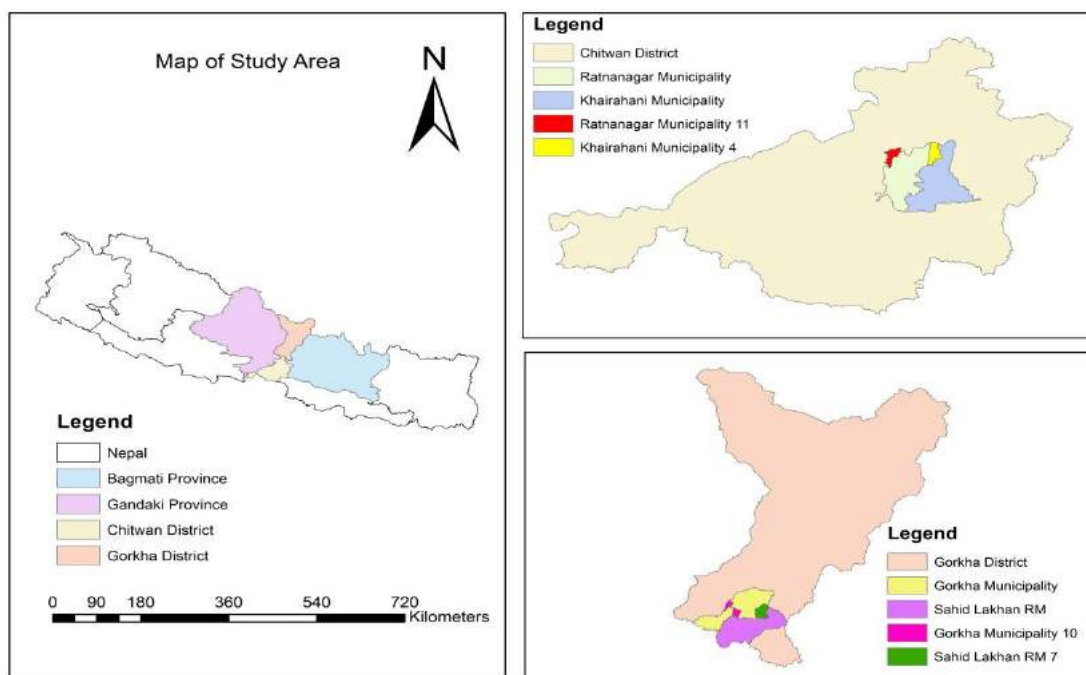 Map of Study Area
N
Legend
Nepal
Bagmati Province
Gandaki Province
Chitwan District
Gorkha District
0 90 180 360 540 720
Kilometers
Legend
Chitwan District
Ratnanagar Municipality
Khairahani Municipality
Ratnanagar Municipality 11
Khairahani Municipality 4
Legend
Gorkha District
Gorkha Municipality
Sahid Lakhan RM
Gorkha Municipality 10
Sahid Lakhan RM 7